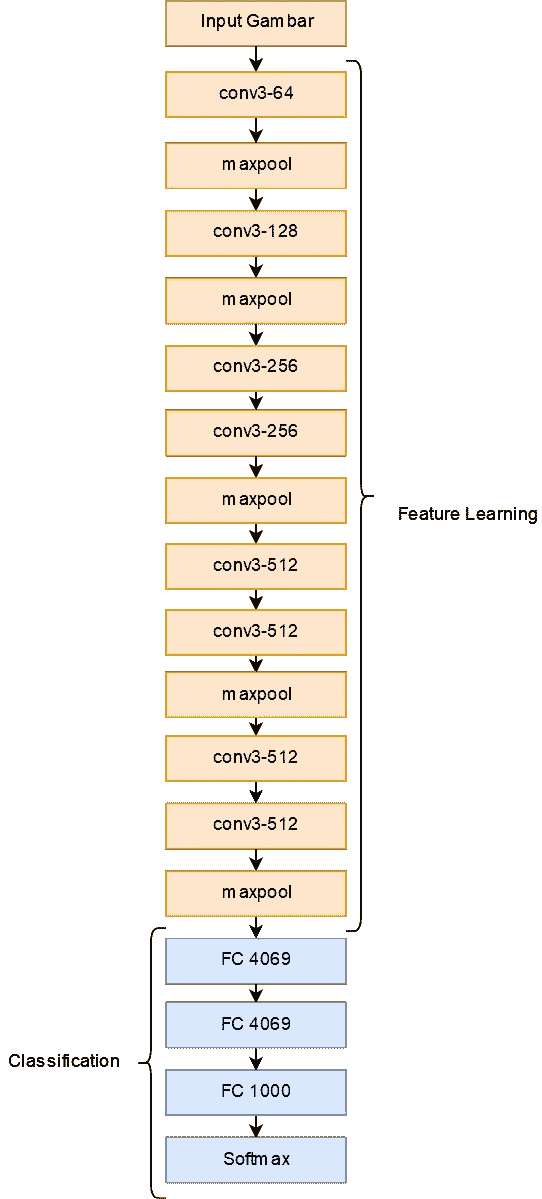 Input Gambar
conv3-64
maxpool
conv3-128
maxpool
conv3-256
conv3-256
maxpool
Feature Learning
conv3-512
conv3-512
maxpool
conv3-512
conv3-512
maxpool
FC 4069
FC 4069
Classification
FC 1000
Softmax